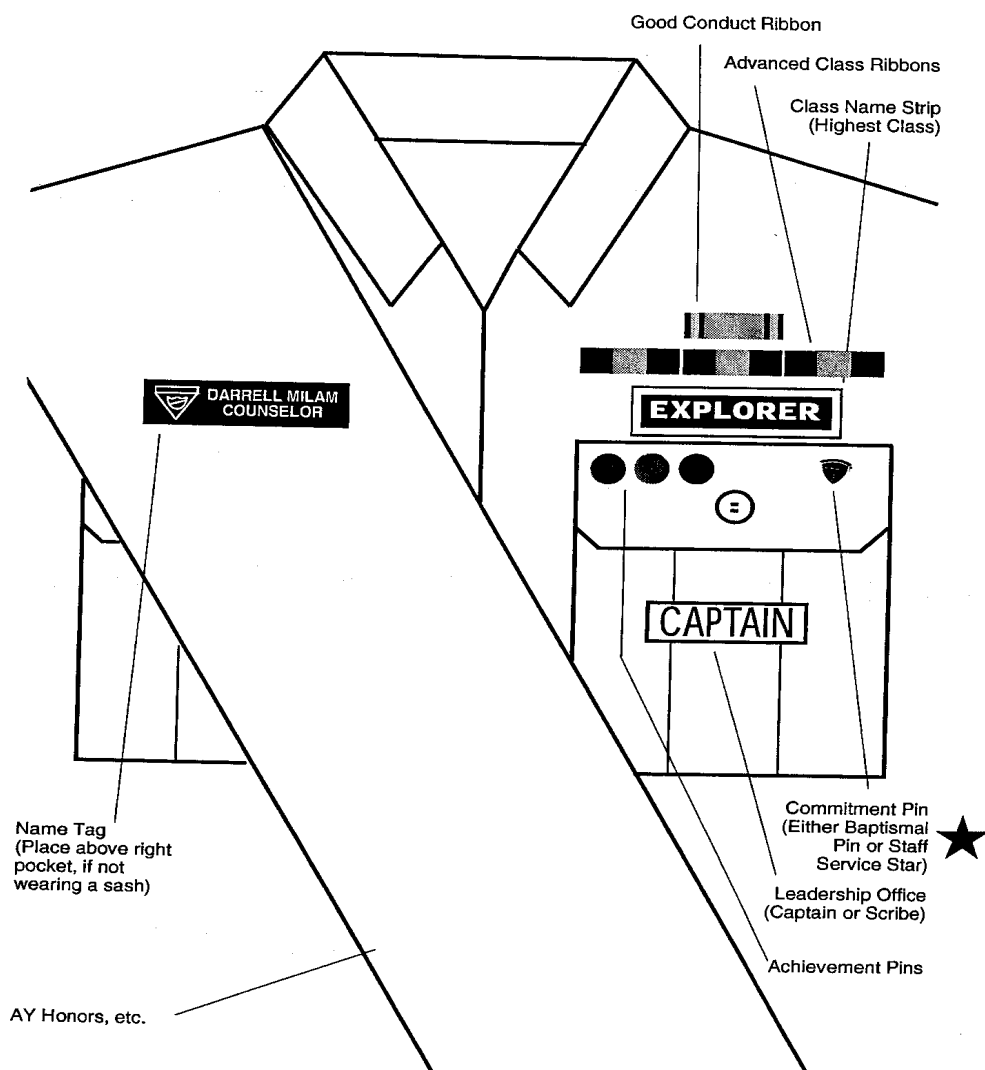 Good Conduct Ribbon
Advanced Class Ribbons
Class Name Strip
(Highest Class)
DARRELL MILAM
COUNSELOR
EXPLORER
CAPTAIN
Name Tag
(Place above right
pocket, if not
wearing a sash)
Commitment Pin
(Either Baptismal
Pin or Staff
Service Star)
Leadership Office
(Captain or Scribe)
Achievement Pins
AY Honors, etc.